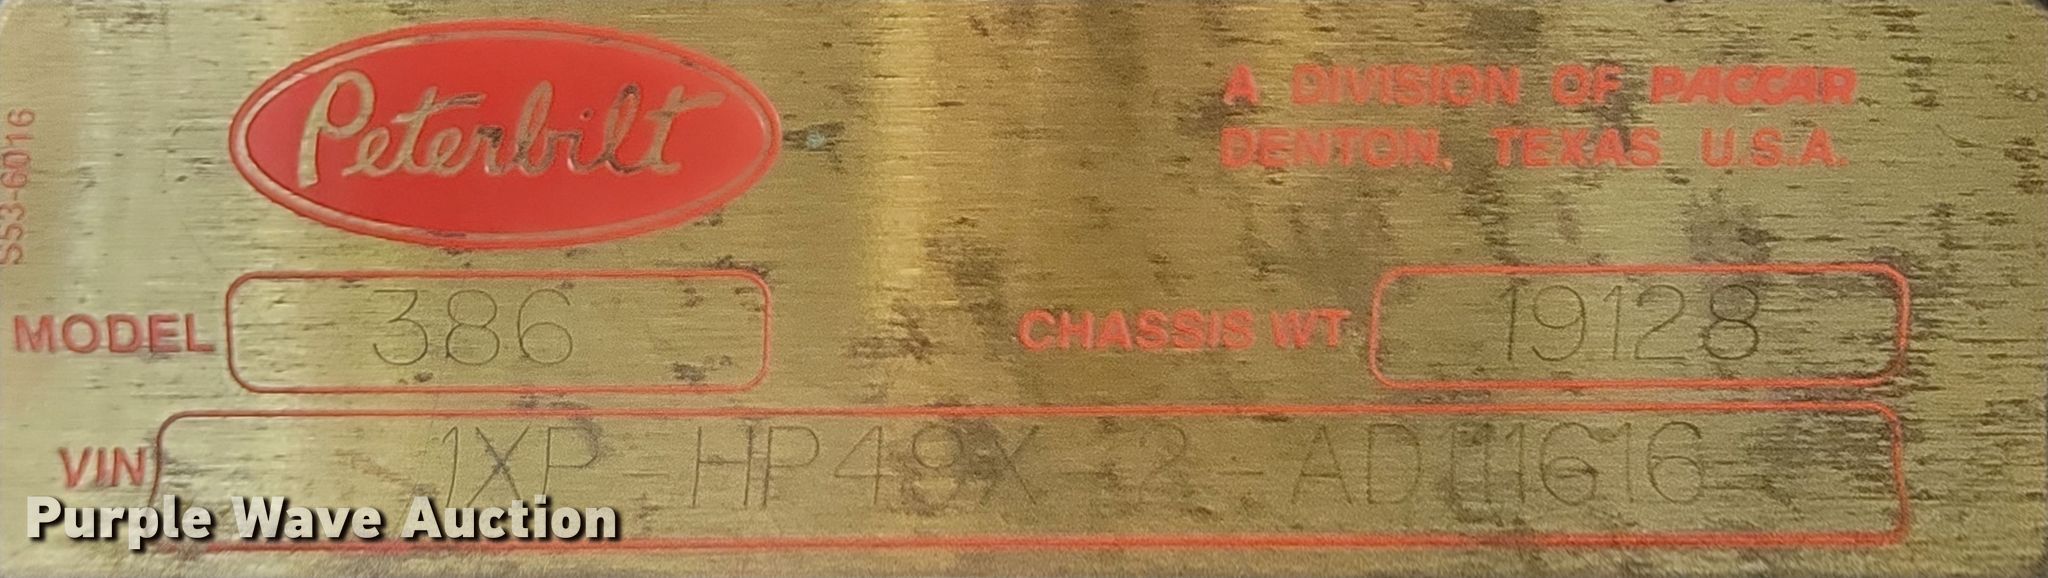 S53-6016
Peterbilt
A DIVISION OF PACCAR
DENTON, TEXAS U.S.A.
MODEL 386 CHASSIS WT 19128
VIN 1XP-HP49X-2-AD111616
Purple Wave Auction